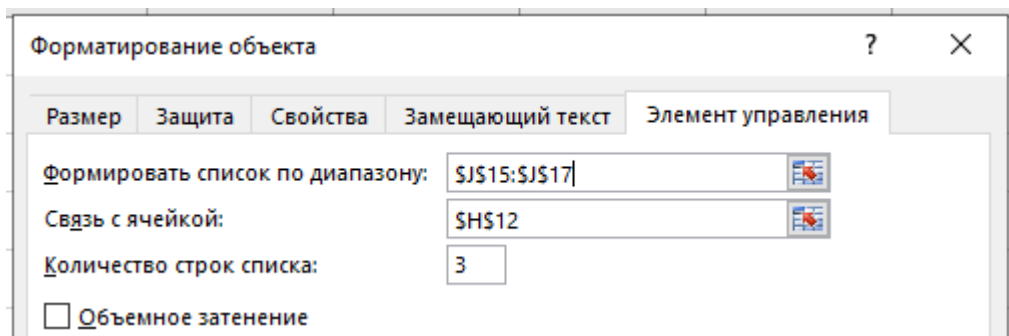 Форматирование объекта ? ×
Размер Защита Свойства Замещающий текст Элемент управления
Формировать список по диапазону: $J$15:$J$17
Связь с ячейкой: $H$12
Количество строк списка: 3
Объемное затенение